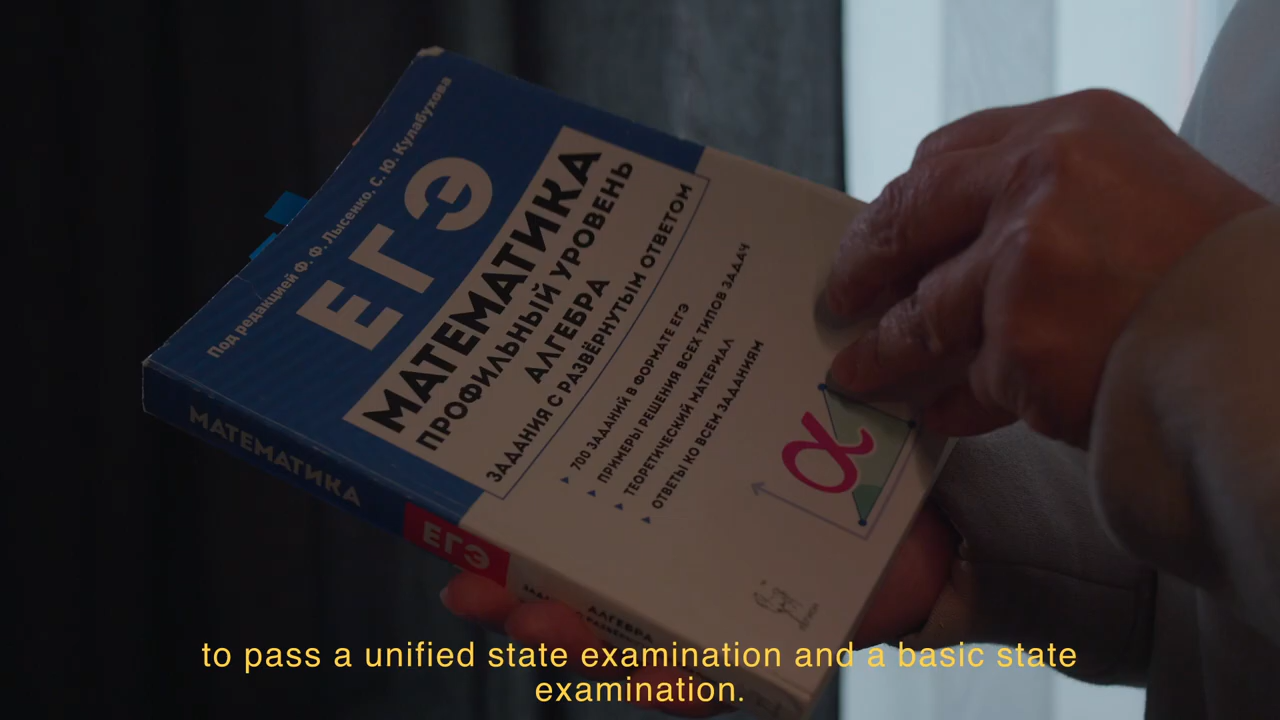 Под редакцией Ф. Ф. Лысенко, С. Ю. Кулабухова
ЕГЭ
МАТЕМАТИКА
ПРОФИЛЬНЫЙ УРОВЕНЬ
АЛГЕБРА
ЗАДАНИЯ С РАЗВЁРНУТЫМ ОТВЕТОМ
700 ЗАДАНИЙ В ФОРМАТЕ ЕГЭ
ПРИМЕРЫ РЕШЕНИЯ ВСЕХ ТИПОВ ЗАДАЧ
ТЕОРЕТИЧЕСКИЙ МАТЕРИАЛ
ОТВЕТЫ КО ВСЕМ ЗАДАНИЯМ
α
МАТЕМАТИКА
ЕГЭ
АЛГЕБРА
to pass a unified state examination and a basic state
examination.